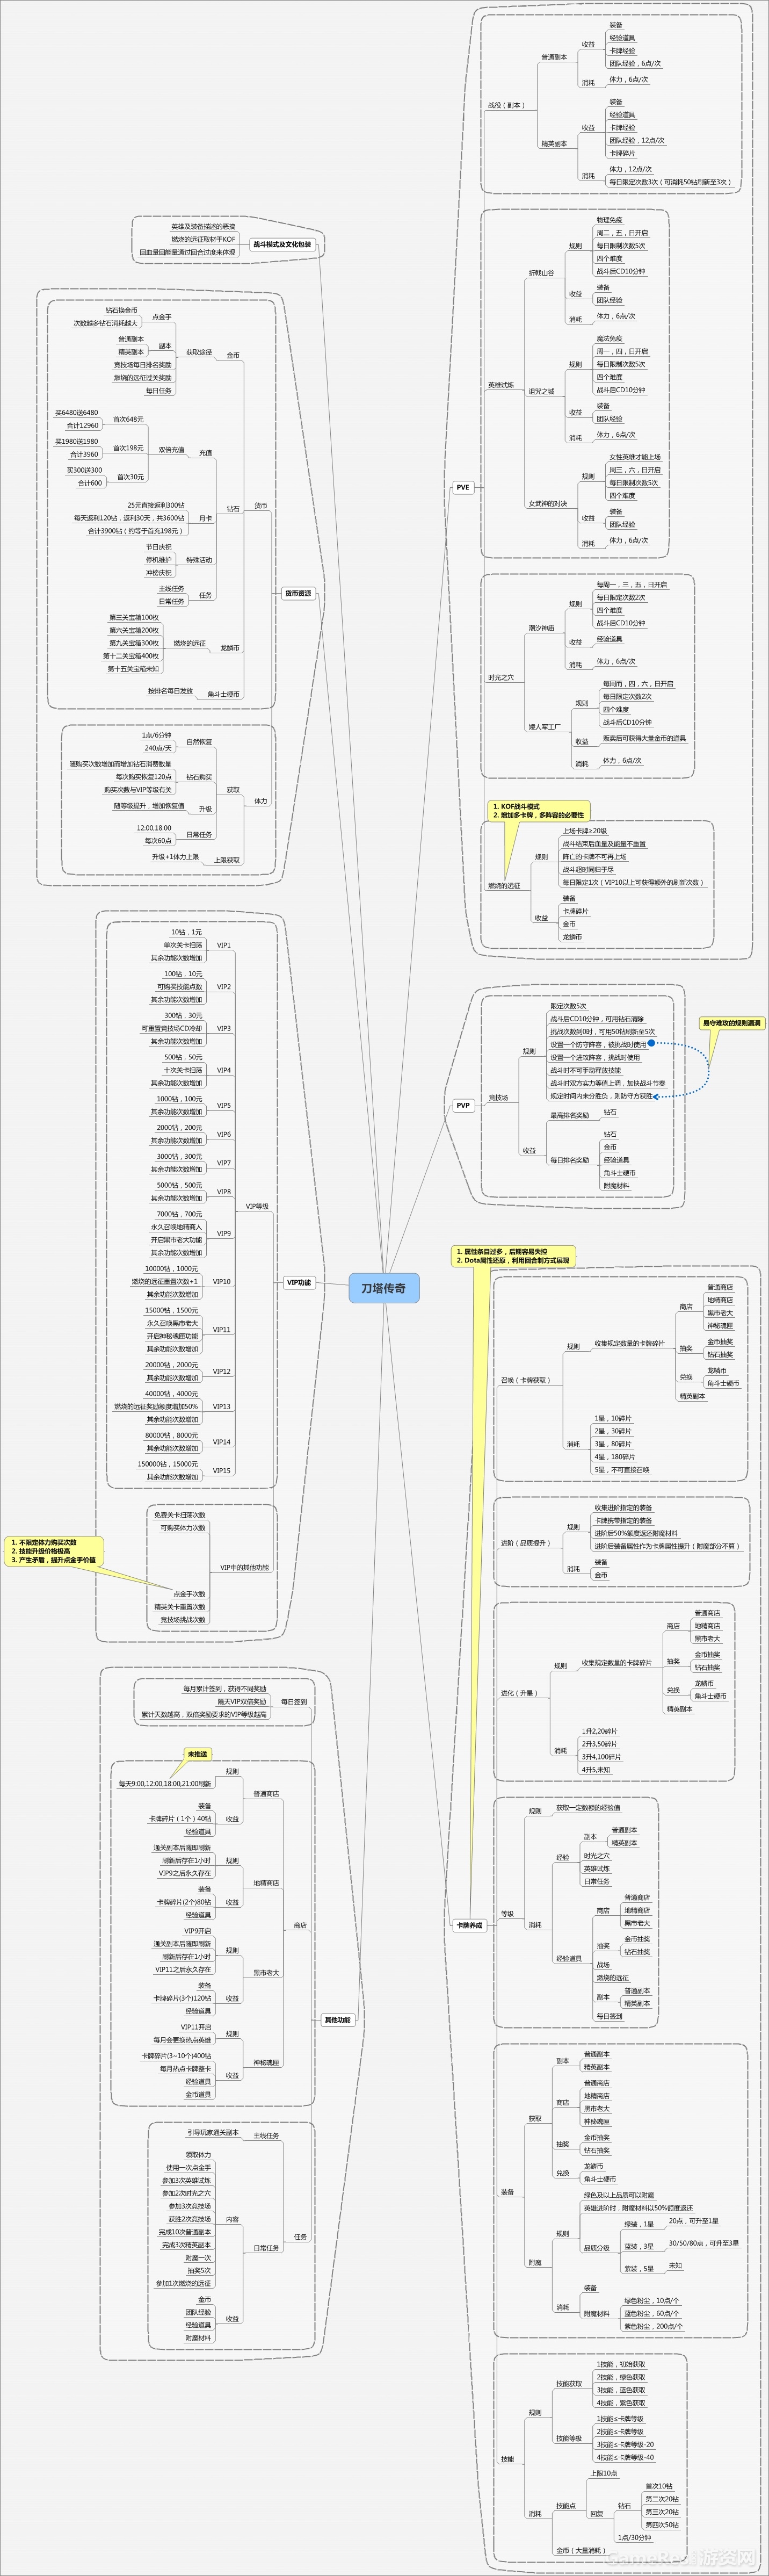 刀塔传奇
战斗模式及文化包装
英雄及装备描述的恶搞
燃烧的远征取材于KOF
回血量回能量通过回合过度来体现
货币资源
货币
金币
获取途径
点金手
钻石换金币
次数越多钻石消耗越大
副本
普通副本
精英副本
竞技场每日排名奖励
燃烧的远征过关奖励
每日任务
钻石
充值
双倍充值
首次648元
买6480送6480
合计12960
首次198元
买1980送1980
合计3960
首次30元
买300送300
合计600
月卡
25元直接返利300钻
每天返利120钻，返利30天，共3600钻
合计3900钻（约等于首充198元）
特殊活动
节日庆祝
停机维护
冲榜庆祝
任务
主线任务
日常任务
龙鳞币
燃烧的远征
第三关宝箱100枚
第六关宝箱200枚
第九关宝箱300枚
第十二关宝箱400枚
第十五关宝箱未知
角斗士硬币
按排名每日发放
体力
获取
自然恢复
1点/6分钟
240点/天
钻石购买
随购买次数增加而增加钻石消费数量
每次购买恢复120点
购买次数与VIP等级有关
升级
随等级提升，增加恢复值
日常任务
12:00,18:00
每次60点
上限获取
升级+1体力上限
VIP功能
VIP等级
VIP1
10钻，1元
单次关卡扫荡
其余功能次数增加
VIP2
100钻，10元
可购买技能点数
其余功能次数增加
VIP3
300钻，30元
可重置竞技场CD冷却
其余功能次数增加
VIP4
500钻，50元
十次关卡扫荡
其余功能次数增加
VIP5
1000钻，100元
其余功能次数增加
VIP6
2000钻，200元
其余功能次数增加
VIP7
3000钻，300元
其余功能次数增加
VIP8
5000钻，500元
其余功能次数增加
VIP9
7000钻，700元
永久召唤地精商人
开启黑市老大功能
其余功能次数增加
VIP10
10000钻，1000元
燃烧的远征重置次数+1
其余功能次数增加
VIP11
15000钻，1500元
永久召唤黑市老大
开启神秘魂匣功能
其余功能次数增加
VIP12
20000钻，2000元
其余功能次数增加
VIP13
40000钻，4000元
燃烧的远征奖励额度增加50%
其余功能次数增加
VIP14
80000钻，8000元
其余功能次数增加
VIP15
150000钻，15000元
其余功能次数增加
VIP中的其他功能
免费关卡扫荡次数
可购买体力次数
点金手次数
精英关卡重置次数
竞技场挑战次数
1. 不限定体力购买次数
2. 技能升级价格极高
3. 产生矛盾，提升点金手价值
其他功能
每日签到
每月累计签到，获得不同奖励
隔天VIP双倍奖励
累计天数越高，双倍奖励要求的VIP等级越高
商店
普通商店
规则
每天9:00,12:00,18:00,21:00刷新
未推送
收益
装备
卡牌碎片（1个）40钻
经验道具
地精商店
规则
通关副本后随即刷新
刷新后存在1小时
VIP9之后永久存在
收益
装备
卡牌碎片(2个)80钻
经验道具
黑市老大
规则
VIP9开启
通关副本后随即刷新
刷新后存在1小时
VIP11之后永久存在
收益
装备
卡牌碎片(3个)120钻
经验道具
神秘魂匣
规则
VIP11开启
每月会更换热点英雄
收益
卡牌碎片(3~10个)400钻
每月热点卡牌整卡
经验道具
金币道具
任务
主线任务
引导玩家通关副本
日常任务
内容
领取体力
使用一次点金手
参加3次英雄试炼
参加2次时光之穴
参加3次竞技场
获胜2次竞技场
完成10次普通副本
完成3次精英副本
附魔一次
抽奖5次
参加1次燃烧的远征
收益
金币
团队经验
经验道具
附魔材料
PVE
战役（副本）
普通副本
收益
装备
经验道具
卡牌经验
团队经验，6点/次
消耗
体力，6点/次
精英副本
收益
装备
经验道具
卡牌经验
团队经验，12点/次
卡牌碎片
消耗
体力，12点/次
每日限定次数3次（可消耗50钻刷新至3次）
英雄试炼
折戟山谷
规则
物理免疫
周二，五，日开启
每日限制次数5次
四个难度
战斗后CD10分钟
收益
装备
团队经验
消耗
体力，6点/次
诅咒之城
规则
魔法免疫
周一，四，日开启
每日限制次数5次
四个难度
战斗后CD10分钟
收益
装备
团队经验
消耗
体力，6点/次
女武神的对决
规则
女性英雄才能上场
周三，六，日开启
每日限制次数5次
四个难度
收益
装备
团队经验
消耗
体力，6点/次
时光之穴
潮汐神庙
规则
每周一，三，五，日开启
每日限定次数2次
四个难度
战斗后CD10分钟
收益
经验道具
消耗
体力，6点/次
矮人军工厂
规则
每周而，四，六，日开启
每日限定次数2次
四个难度
战斗后CD10分钟
收益
贩卖后可获得大量金币的道具
消耗
体力，6点/次
1. KOF战斗模式
2. 增加多卡牌，多阵容的必要性
燃烧的远征
规则
上场卡牌≥20级
战斗结束后血量及能量不重置
阵亡的卡牌不可再上场
战斗超时同归于尽
每日限定1次（VIP10以上可获得额外的刷新次数）
收益
装备
卡牌碎片
金币
龙鳞币
PVP
竞技场
规则
限定次数5次
战斗后CD10分钟，可用钻石清除
挑战次数到0时，可用50钻刷新至5次
设置一个防守阵容，被挑战时使用
设置一个进攻阵容，挑战时使用
战斗时不可手动释放技能
战斗时双方实力等值上调，加快战斗节奏
规定时间内未分胜负，则防守方获胜
易守难攻的规则漏洞
收益
最高排名奖励
钻石
每日排名奖励
钻石
金币
经验道具
角斗士硬币
附魔材料
1. 属性条目过多，后期容易失控
2. Dota属性还原，利用回合制方式展现
卡牌养成
召唤（卡牌获取）
规则
收集规定数量的卡牌碎片
商店
普通商店
地精商店
黑市老大
神秘魂匣
抽奖
金币抽奖
钻石抽奖
兑换
龙鳞币
角斗士硬币
精英副本
消耗
1星，10碎片
2星，30碎片
3星，80碎片
4星，180碎片
5星，不可直接召唤
进阶（品质提升）
规则
收集进阶指定的装备
卡牌携带指定的装备
进阶后50%额度返还附魔材料
进阶后装备属性作为卡牌属性提升（附魔部分不算）
消耗
装备
金币
进化（升星）
规则
收集规定数量的卡牌碎片
商店
普通商店
地精商店
黑市老大
抽奖
金币抽奖
钻石抽奖
兑换
龙鳞币
角斗士硬币
精英副本
消耗
1升2,20碎片
2升3,50碎片
3升4,100碎片
4升5,未知
等级
规则
获取一定数额的经验值
消耗
经验
副本
普通副本
精英副本
时光之穴
英雄试炼
日常任务
经验道具
商店
普通商店
地精商店
黑市老大
抽奖
金币抽奖
钻石抽奖
战场
燃烧的远征
副本
普通副本
精英副本
每日签到
装备
获取
副本
普通副本
精英副本
商店
普通商店
地精商店
黑市老大
神秘魂匣
抽奖
金币抽奖
钻石抽奖
兑换
龙鳞币
角斗士硬币
附魔
规则
绿色及以上品质可以附魔
英雄进阶时，附魔材料以50%额度返还
品质分级
绿装，1星
20点，可升至1星
蓝装，3星
30/50/80点，可升至3星
紫装，5星
未知
消耗
装备
附魔材料
绿色粉尘，10点/个
蓝色粉尘，60点/个
紫色粉尘，200点/个
技能
规则
技能获取
1技能，初始获取
2技能，绿色获取
3技能，蓝色获取
4技能，紫色获取
技能等级
1技能≤卡牌等级
2技能≤卡牌等级
3技能≤卡牌等级-20
4技能≤卡牌等级-40
消耗
技能点
上限10点
回复
钻石
首次10钻
第二次20钻
第三次20钻
第四次50钻
1点/30分钟
金币（大量消耗）
GameRes游资网